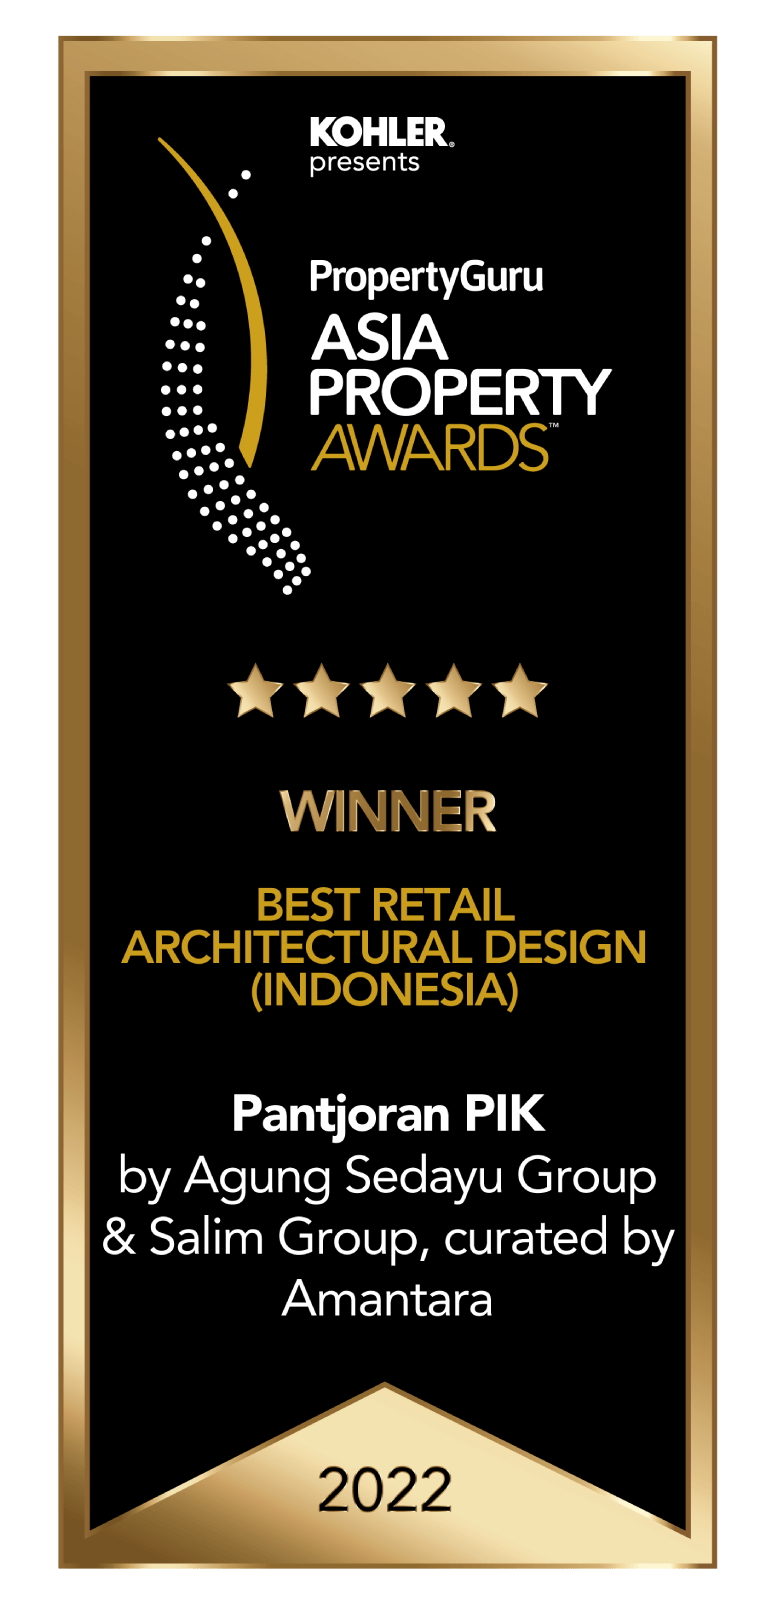 KOHLER®
presents
PropertyGuru
ASIA
PROPERTY
AWARDS™
WINNER
BEST RETAIL
ARCHITECTURAL DESIGN
(INDONESIA)
Pantjoran PIK
by Agung Sedayu Group
& Salim Group, curated by
Amantara
2022